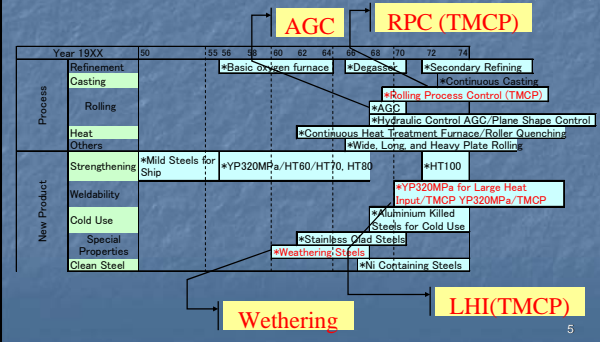 AGC
RPC (TMCP)
Year 19XX 50 55 56 58 60 62 64 66 68 70 72 74
Process
Refinement *Basic oxygen furnace *Degasser *Secondary Refining
Casting *Continuous Casting
Rolling *Rolling Process Control (TMCP)
*AGC
*Hydraulic Control AGC/Plane Shape Control
Heat *Continuous Heat Treatment Furnace/Roller Quenching
Others *Wide, Long, and Heavy Plate Rolling
New Product
Strengthening *Mild Steels for
Ship
*YP320MPa/HT60/HT70, HT80 *HT100
Weldability *YP320MPa for Large Heat
Input/TMCP YP320MPa/TMCP
Cold Use *Aluminium Killed
Steels for Cold Use
Special
Properties
*Stainless Clad Steels
*Weathering Steels
Clean Steel *Ni Containing Steels
Wethering
LHI(TMCP)
5